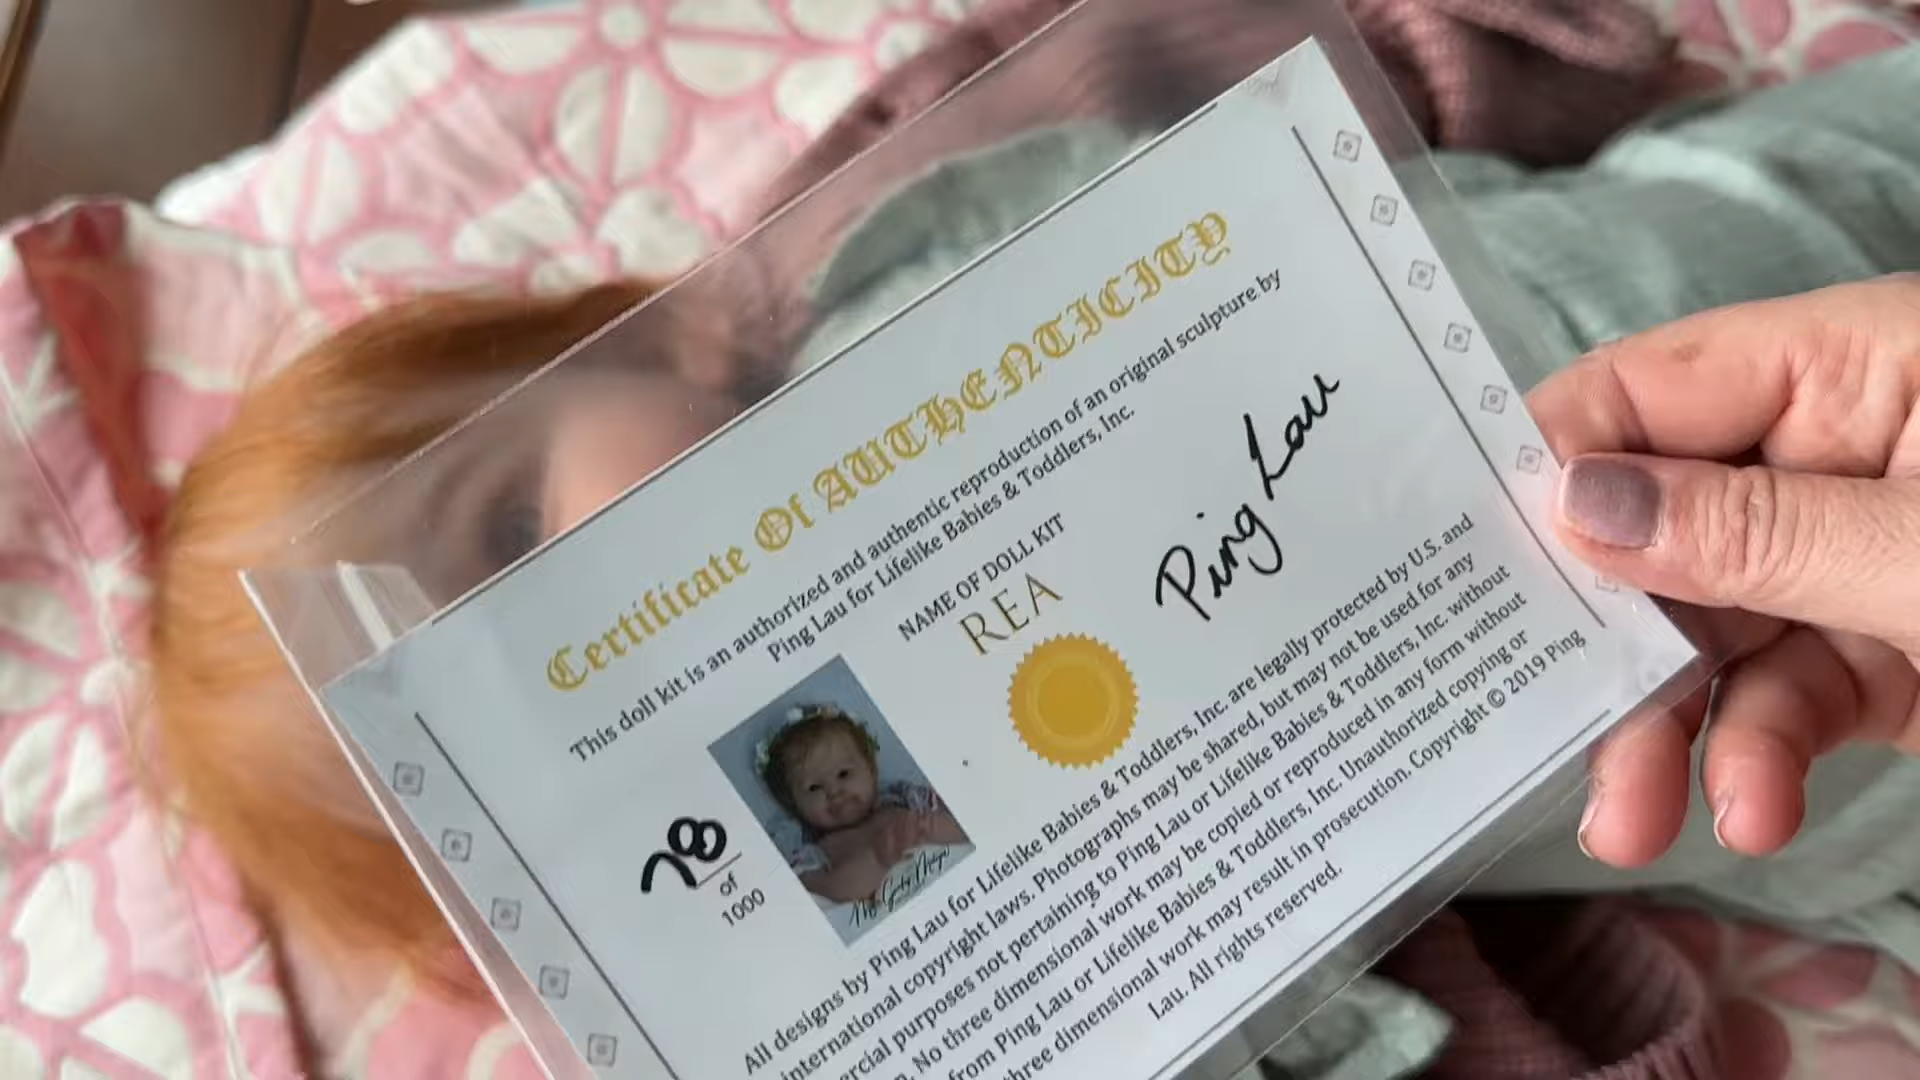 Certificate Of AUTHENTICITY
This doll kit is an authorized and authentic reproduction of an original sculpture by
Ping Lau for Lifelike Babies & Toddlers, Inc.
NAME OF DOLL KIT
REA
Ping Lau
78
of
1000
All designs by Ping Lau for Lifelike Babies & Toddlers, Inc. are legally protected by U.S. and
international copyright laws. Photographs may be shared, but may not be used for any
purposes not pertaining to Ping Lau or Lifelike Babies & Toddlers, Inc. without
No three dimensional work may be copied or reproduced in any form without
from Ping Lau or Lifelike Babies & Toddlers, Inc. Unauthorized copying or
three dimensional work may result in prosecution. Copyright © 2019 Ping
Lau. All rights reserved.